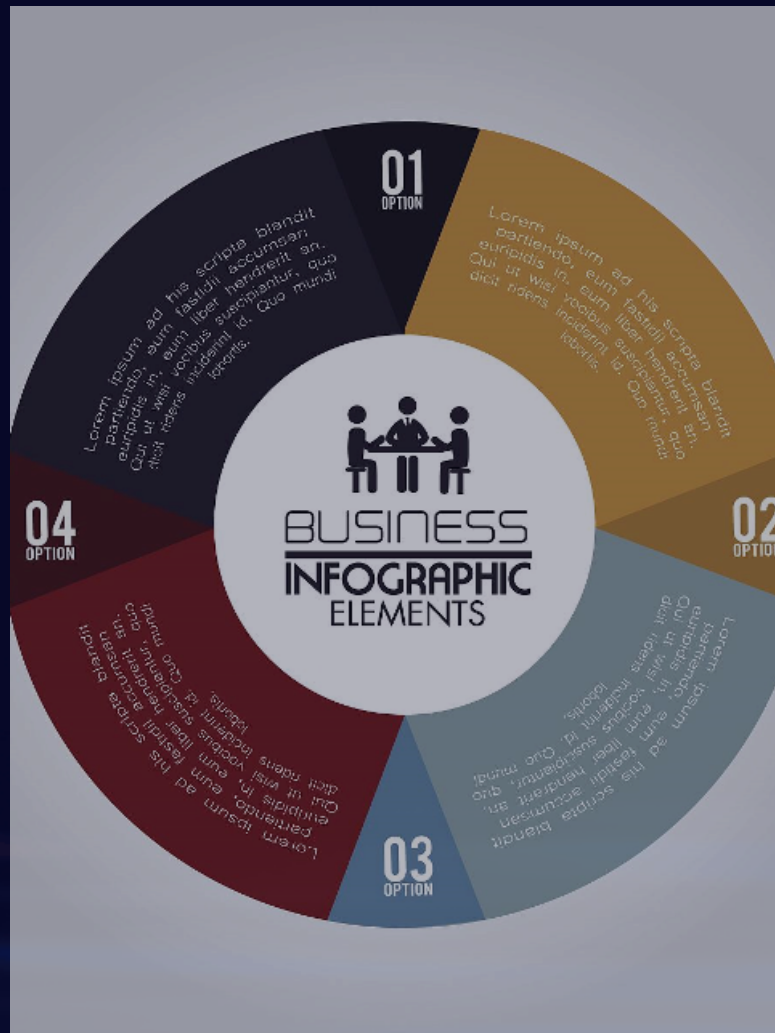 01
OPTION
Lorem ipsum ad his scripta blandit
partiendo, eum fastidii accumsan
euripidis in, eum liber hendrerit an.
Qui ut wisi vocibus suscipiantur, quo
dicit ridens inciderint id. Quo mundi
lobortis.
Lorem ipsum ad his scripta blandit
partiendo, eum fastidii accumsan
euripidis in, eum liber hendrerit an.
Qui ut wisi vocibus suscipiantur, quo
dicit ridens inciderint id. Quo mundi
lobortis.
04
OPTION
BUSINESS
INFOGRAPHIC
ELEMENTS
02
OPTION
Lorem ipsum ad his scripta blandit
partiendo, eum fastidii accumsan
euripidis in, eum liber hendrerit an.
Qui ut wisi vocibus suscipiantur, quo
dicit ridens inciderint id. Quo mundi
lobortis.
Lorem ipsum ad his scripta blandit
partiendo, eum fastidii accumsan
euripidis in, eum liber hendrerit an.
Qui ut wisi vocibus suscipiantur, quo
dicit ridens inciderint id. Quo mundi
lobortis.
03
OPTION